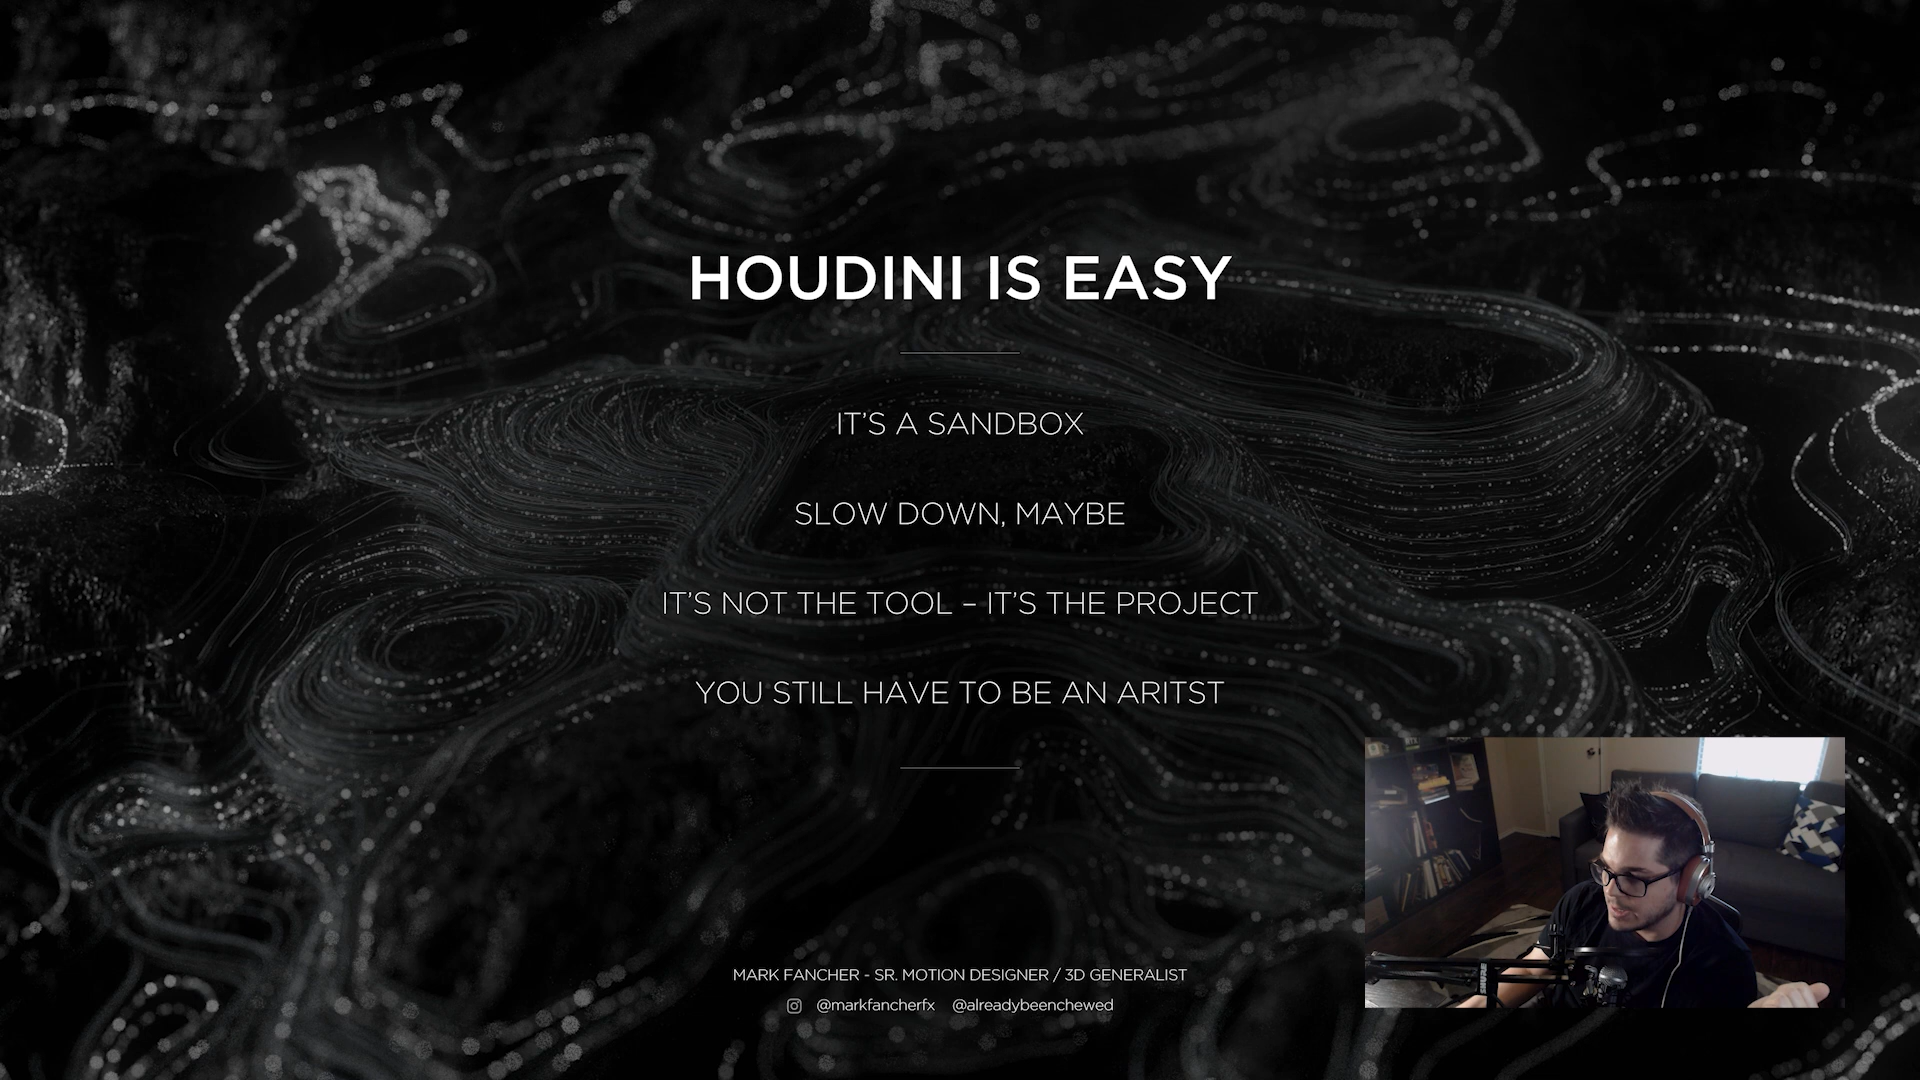 HOUDINI IS EASY
IT'S A SANDBOX
SLOW DOWN, MAYBE
IT'S NOT THE TOOL – IT'S THE PROJECT
YOU STILL HAVE TO BE AN ARITST
MARK FANCHER - SR. MOTION DESIGNER / 3D GENERALIST
@markfancherfx @alreadybeenchewed
SHURE